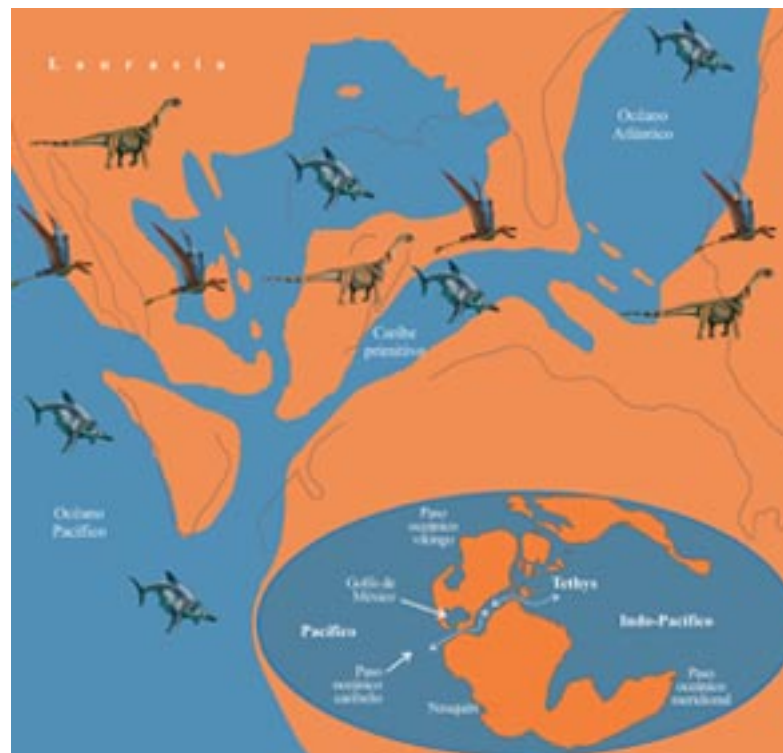 Laurasia
Océano
Atlántico
Caribe
primitivo
Océano
Pacífico
Paso
oceánico
vikingo
Golfo de
México
Tethys
Pacífico
Indo-Pacífico
Paso
oceánico
caribeño
Neuquén
Paso
oceánico
meridional